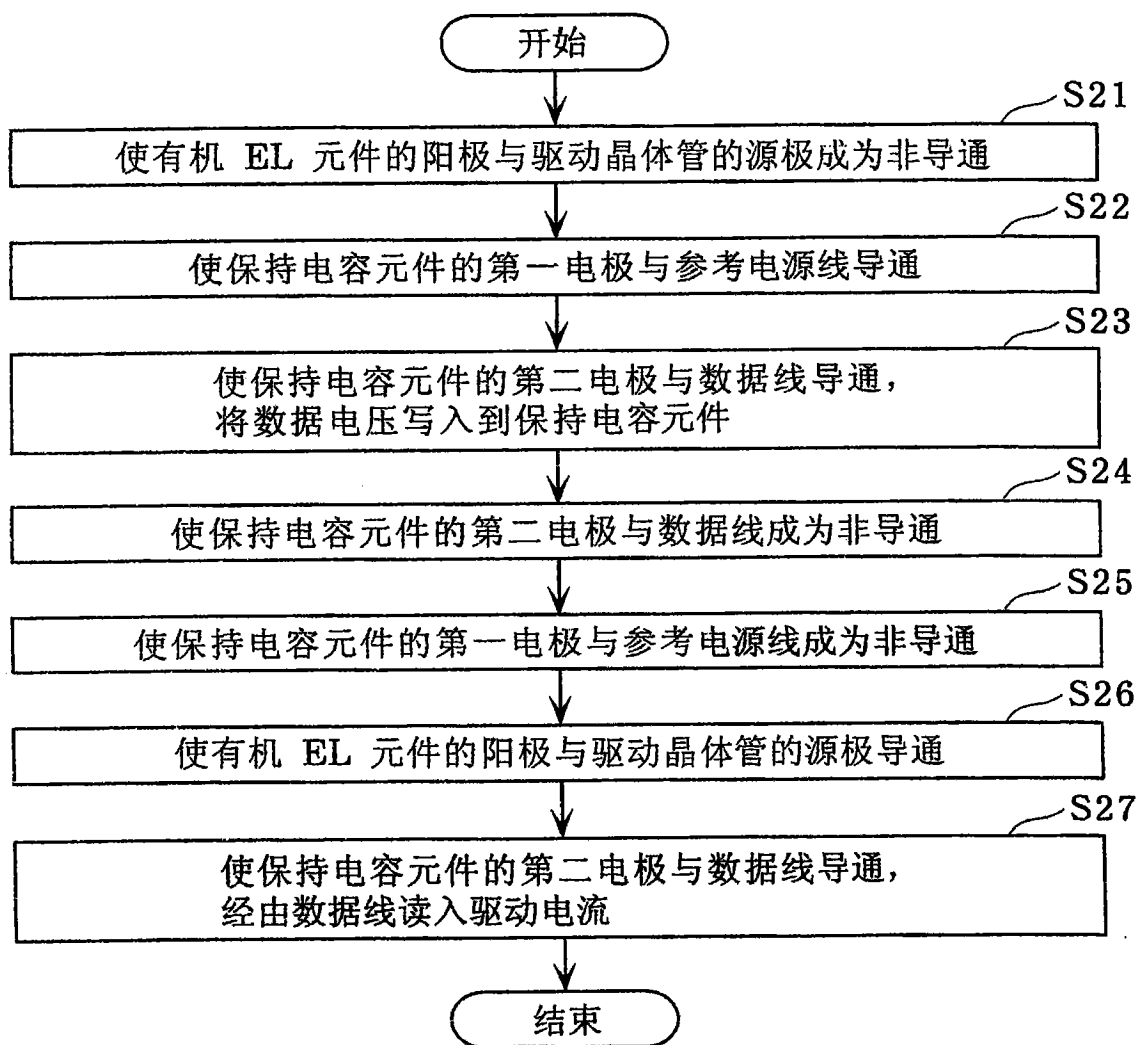 开始
S21
使有机 EL 元件的阳极与驱动晶体管的源极成为非导通
S22
使保持电容元件的第一电极与参考电源线导通
S23
使保持电容元件的第二电极与数据线导通，
将数据电压写入到保持电容元件
S24
使保持电容元件的第二电极与数据线成为非导通
S25
使保持电容元件的第一电极与参考电源线成为非导通
S26
使有机 EL 元件的阳极与驱动晶体管的源极导通
S27
使保持电容元件的第二电极与数据线导通，
经由数据线读入驱动电流
结束